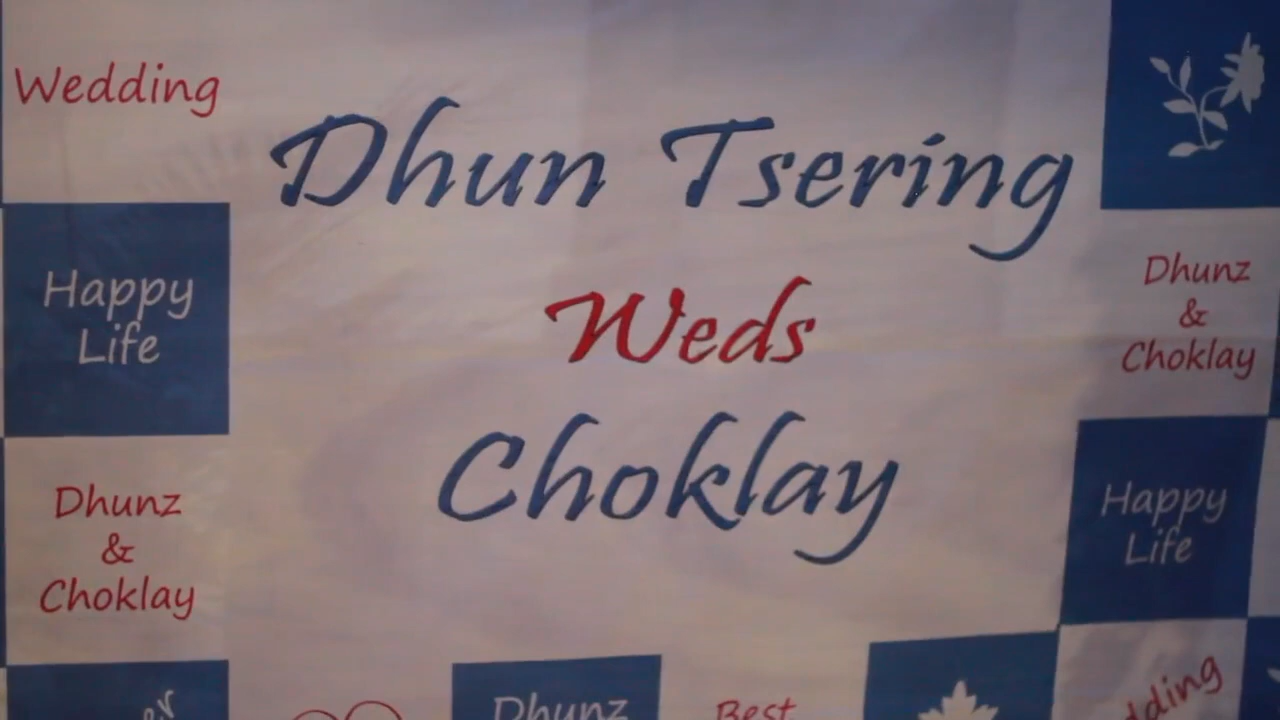 Wedding
Dhun Tsering
Weds
Choklay
Happy
Life
Dhunz
&
Choklay
Dhunz
&
Choklay
Happy
Life
Dhunz
Best